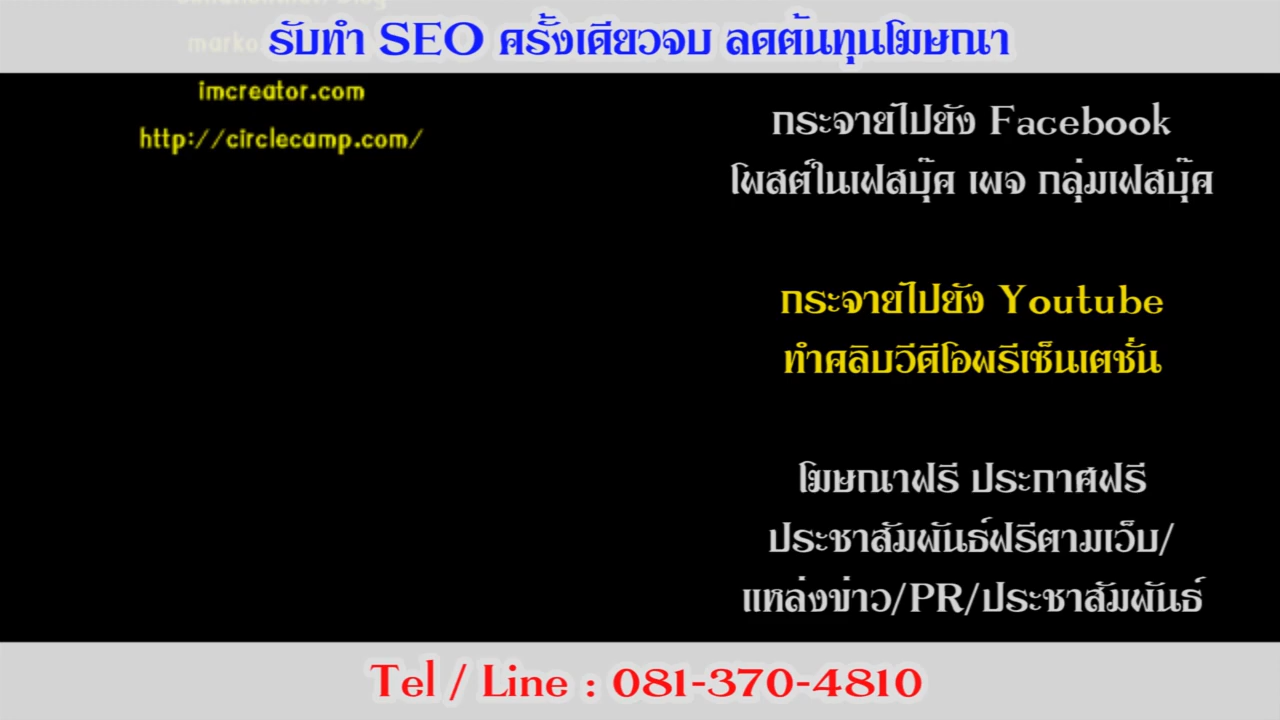 รับทำ SEO ครั้งเดียวจบ ลดต้นทุนโฆษณา
imcreator.com
http://circlecamp.com/
กระจายไปยัง Facebook
โพสต์ในเฟสบุ๊ค เพจ กลุ่มเฟสบุ๊ค
กระจายไปยัง Youtube
ทำคลิบวีดีโอพรีเซ็นเตชั่น
โฆษณาฟรี ประกาศฟรี
ประชาสัมพันธ์ฟรีตามเว็บ/
แหล่งข่าว/PR/ประชาสัมพันธ์
Tel / Line : 081-370-4810